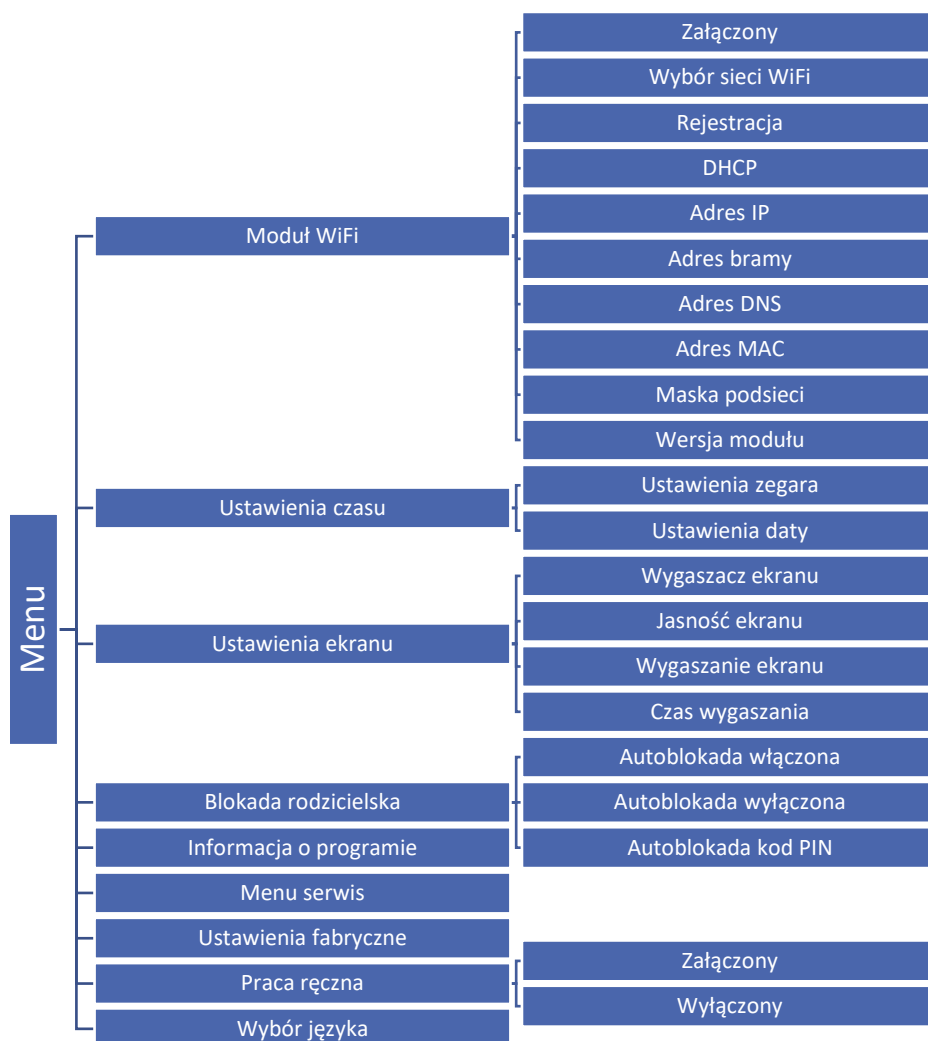 Menu
Moduł WiFi
Załączony
Wybór sieci WiFi
Rejestracja
DHCP
Adres IP
Adres bramy
Adres DNS
Adres MAC
Maska podsieci
Wersja modułu
Ustawienia czasu
Ustawienia zegara
Ustawienia daty
Ustawienia ekranu
Wygaszacz ekranu
Jasność ekranu
Wygaszanie ekranu
Czas wygaszania
Blokada rodzicielska
Autoblokada włączona
Autoblokada wyłączona
Autoblokada kod PIN
Informacja o programie
Menu serwis
Ustawienia fabryczne
Praca ręczna
Załączony
Wyłączony
Wybór języka